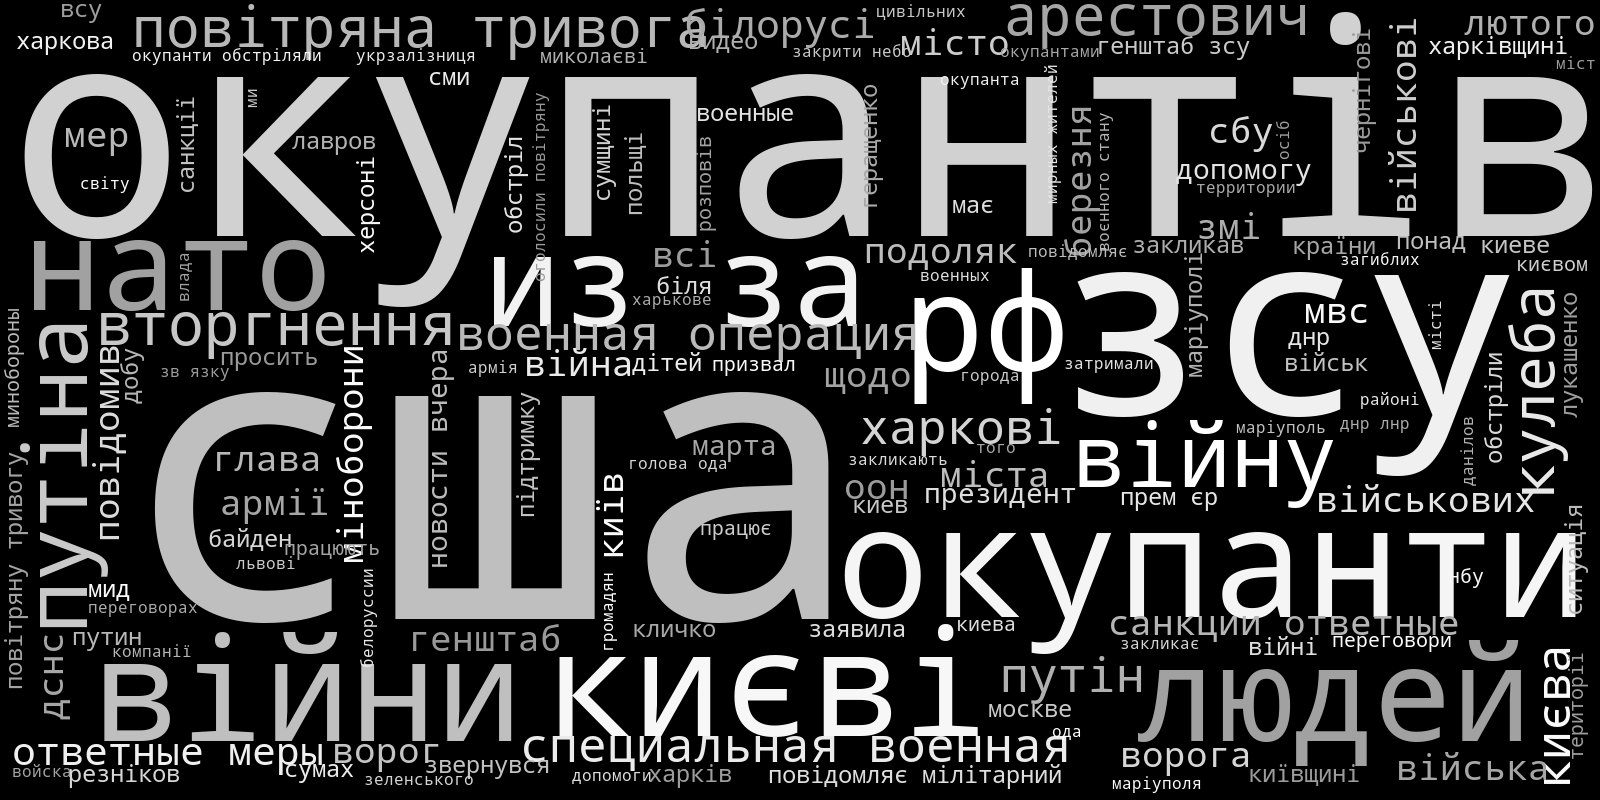 всу
повітряна тривога
білорусі
цивільних
арестович
лютого
харкова
окупанти обстріляли
укрзалізниця
миколаєві
видео
закрити небо
місто
окупантами
генштаб зсу
харківщині
міст
сми
окупанта
чернігові
військові
окупантів
мер
санкції
ми
лавров
світу
херсоні
обстріл
оголосили повітряну
сумщині
польщі
военные
розповів
геращенко
має
мирных жителей
березня
воєнного стану
сбу
осіб
допомогу
территории
змі
нато
влада
из за
всі
біля
харькове
подоляк
военных
повідомляє
закликав
країни
понад
киеве
загиблих
києвом
рф
маріуполі
зсу
мвс
днр
військ
місті
кулеба
лукашенко
минобороны
путіна
вторгнення
военная операция
повідомив
добу
просить
зв язку
міноборони
новости вчера
армія
війна
дітей
призвал
щодо
города
затримали
районі
обстріли
сша
глава
армії
байден
працюють
львові
підтримку
марта
голова ода
київ
працює
харкові
того
закликають
міста
оон
киев
президент
війну
маріуполь
днр лнр
данілов
прем єр
військових
повітряну тривогу
окупанти
нбу
ситуація
мид
переговорах
дснс
путин
компанії
белоруссии
генштаб
громадян
кличко
заявила
киева
санкции ответные
закликає
війні
переговори
війни
києві
путін
москве
ода
людей
києва
території
ответные меры
ворог
войска
резніков
сумах
зеленського
звернувся
специальная военная
допомоги
харків
повідомляє мілітарний
ворога
маріуполя
київщині
війська